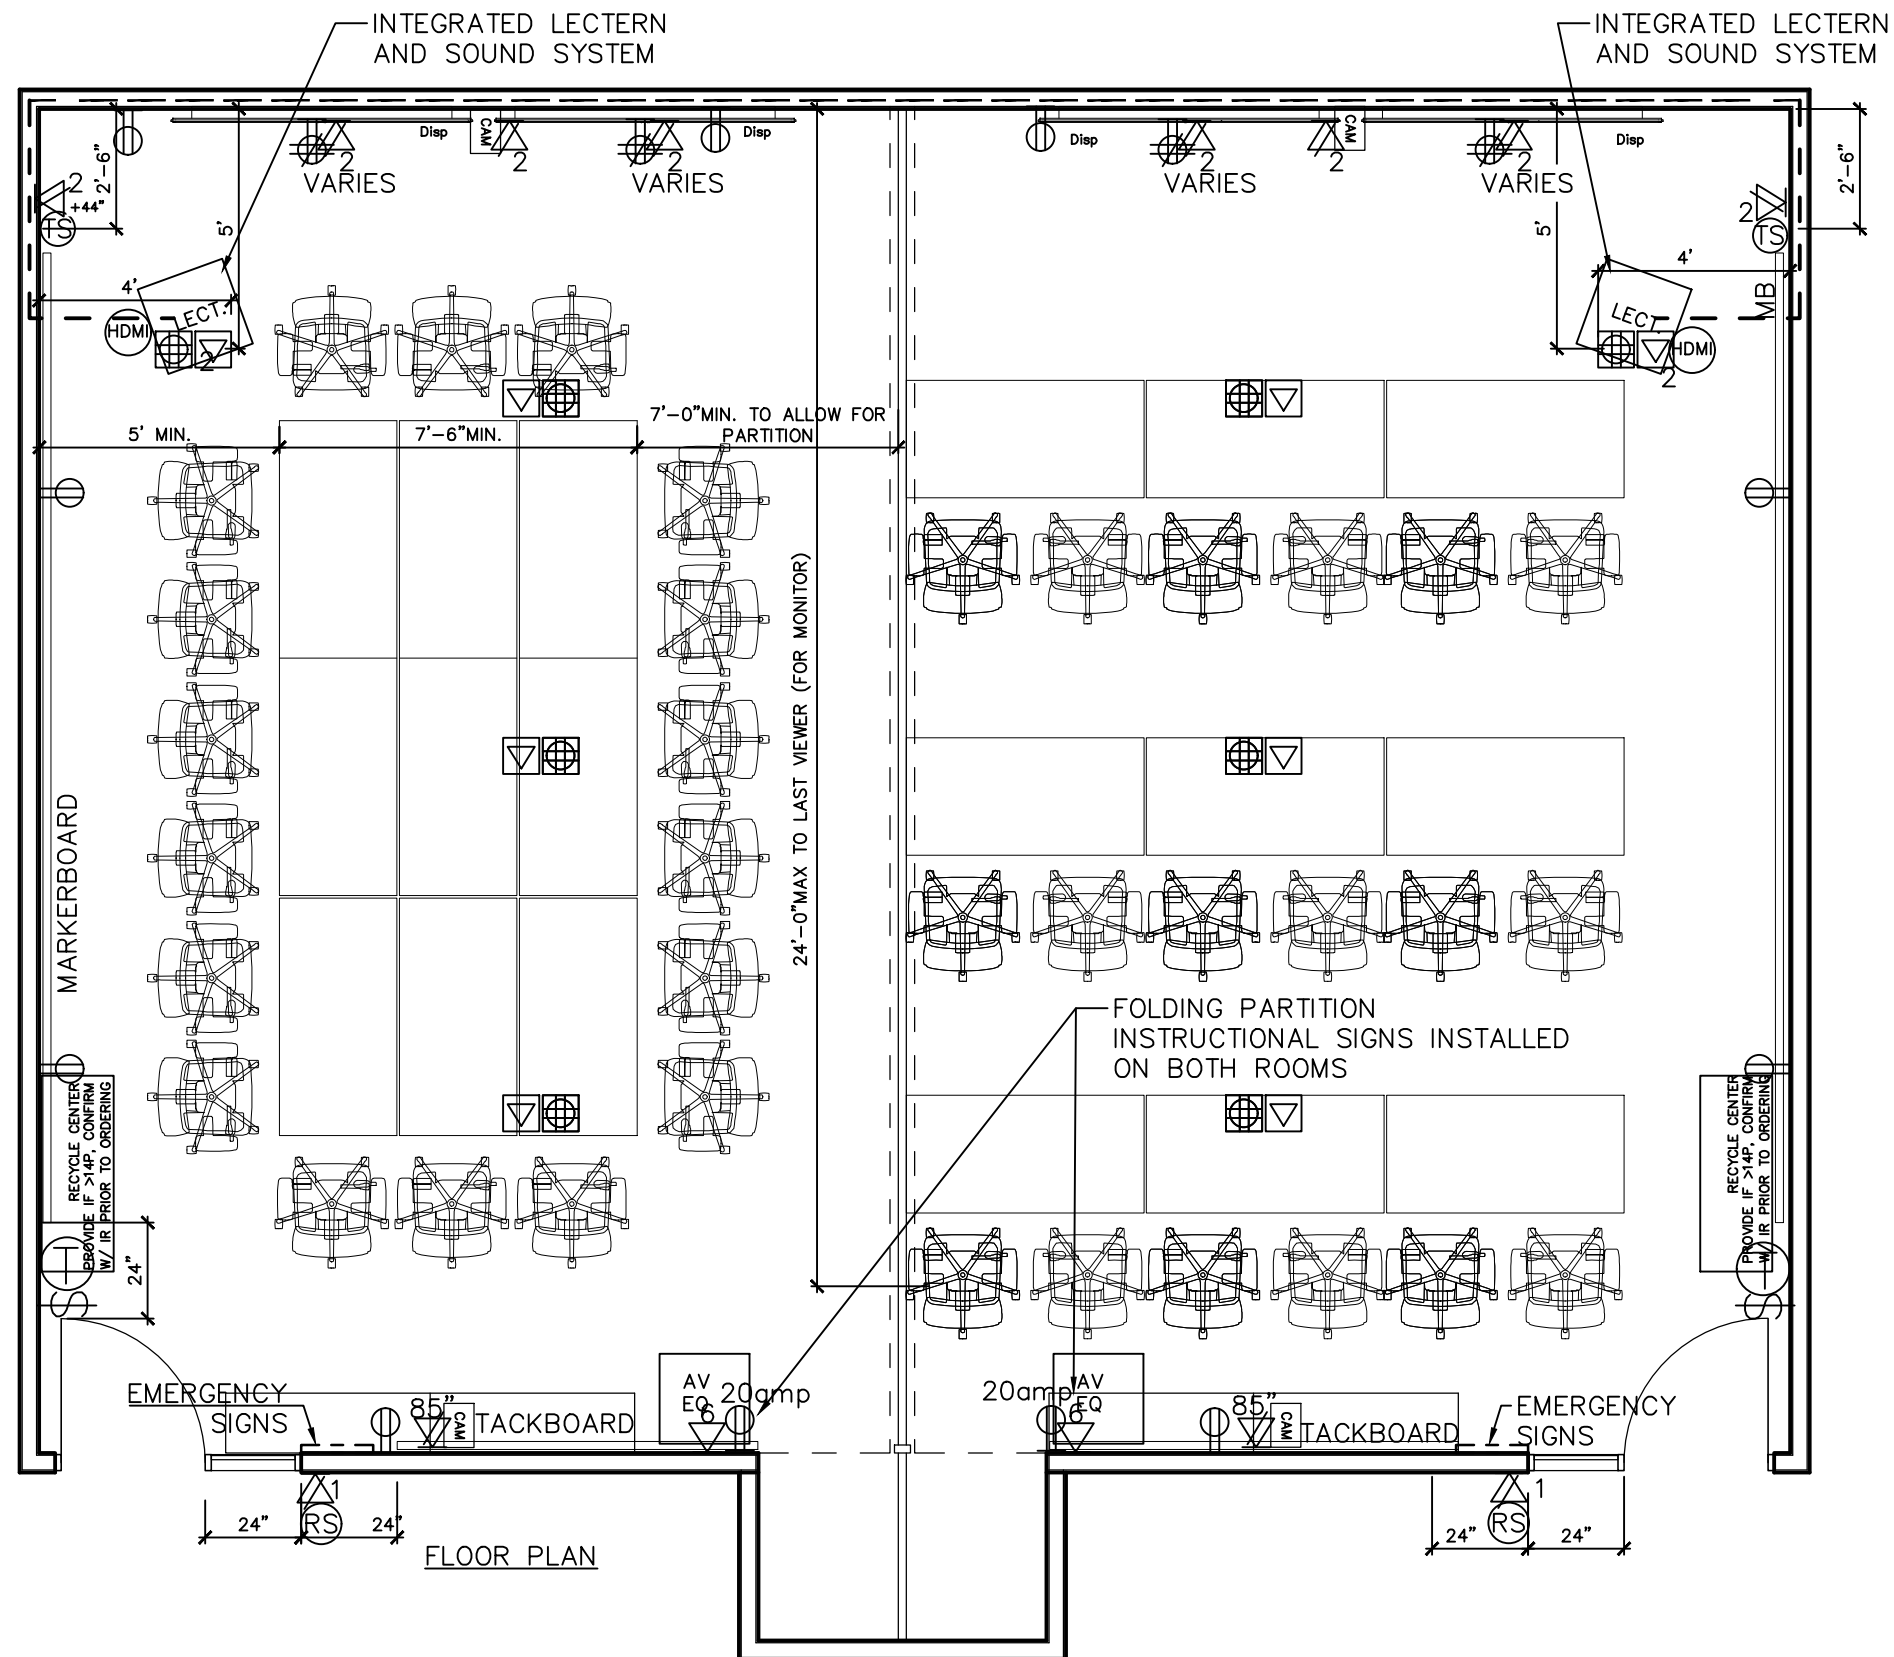 INTEGRATED LECTERN
AND SOUND SYSTEM
INTEGRATED LECTERN
AND SOUND SYSTEM
Disp
CAM
Disp
Disp
CAM
Disp
2
2
2
2
2
2
VARIES
VARIES
VARIES
VARIES
2
+44"
2'-6"
TS
5'
5'
2
TS
2'-6"
4'
LECT.
HDMI
2
4'
LECT.
HDMI
2
MB
5' MIN.
7'-6"MIN.
7'-0"MIN. TO ALLOW FOR
PARTITION
24'-0"MAX TO LAST VIEWER (FOR MONITOR)
MARKERBOARD
FOLDING PARTITION
INSTRUCTIONAL SIGNS INSTALLED
ON BOTH ROOMS
RECYCLE CENTER
PROVIDE IF >14P, CONFIRM
W/ IR PRIOR TO ORDERING
RECYCLE CENTER
PROVIDE IF >14P, CONFIRM
W/ IR PRIOR TO ORDERING
T
S
24"
S
EMERGENCY
SIGNS
85"
CAM
TACKBOARD
AV
EQ
6
20amp
20amp
AV
EQ
6
85"
CAM
TACKBOARD
EMERGENCY
SIGNS
1
RS
24"
24"
1
RS
24"
24"
FLOOR PLAN